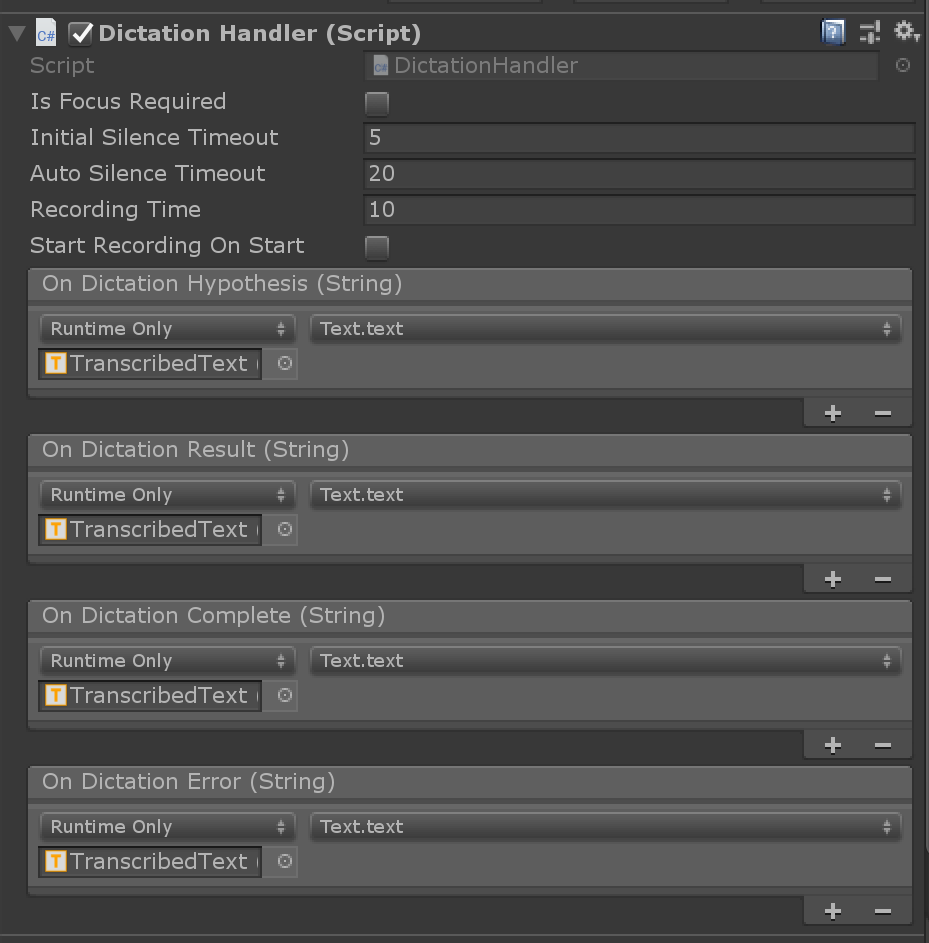 C# Dictation Handler (Script)
Script C# DictationHandler
Is Focus Required
Initial Silence Timeout 5
Auto Silence Timeout 20
Recording Time 10
Start Recording On Start
On Dictation Hypothesis (String)
Runtime Only Text.text
T TranscribedText (
On Dictation Result (String)
Runtime Only Text.text
T TranscribedText (
On Dictation Complete (String)
Runtime Only Text.text
T TranscribedText (
On Dictation Error (String)
Runtime Only Text.text
T TranscribedText (